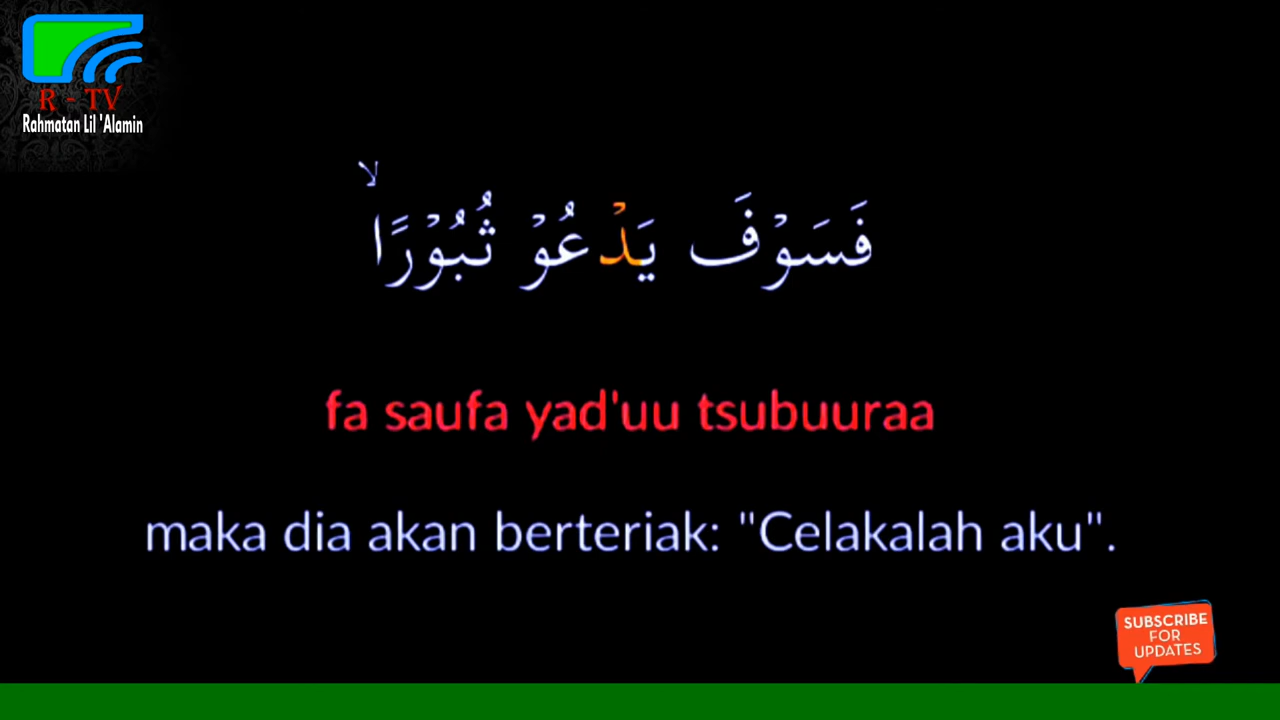 R - TV
Rahmatan Lil 'Alamin
فَسَوْفَ يَدْعُوْ ثُبُوْرًاۙ
fa saufa yad'uu tsubuuraa
maka dia akan berteriak: "Celakalah aku".
SUBSCRIBE
FOR
UPDATES